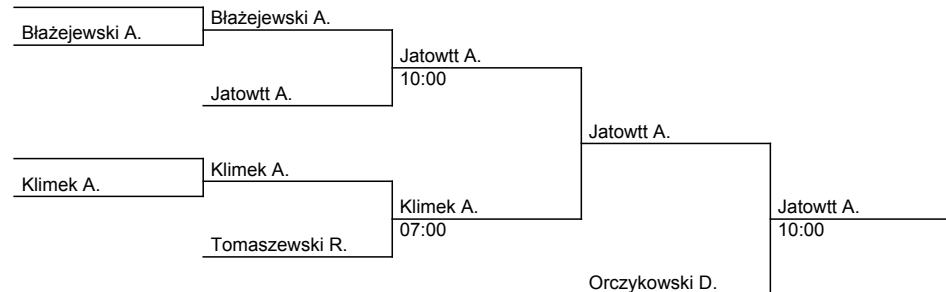 Błażejewski A.
Błażejewski A.
Jatowtt A.
10:00
Jatowtt A.
Jatowtt A.
Klimek A.
Klimek A.
Klimek A.
07:00
Jatowtt A.
10:00
Tomaszewski R.
Orczykowski D.